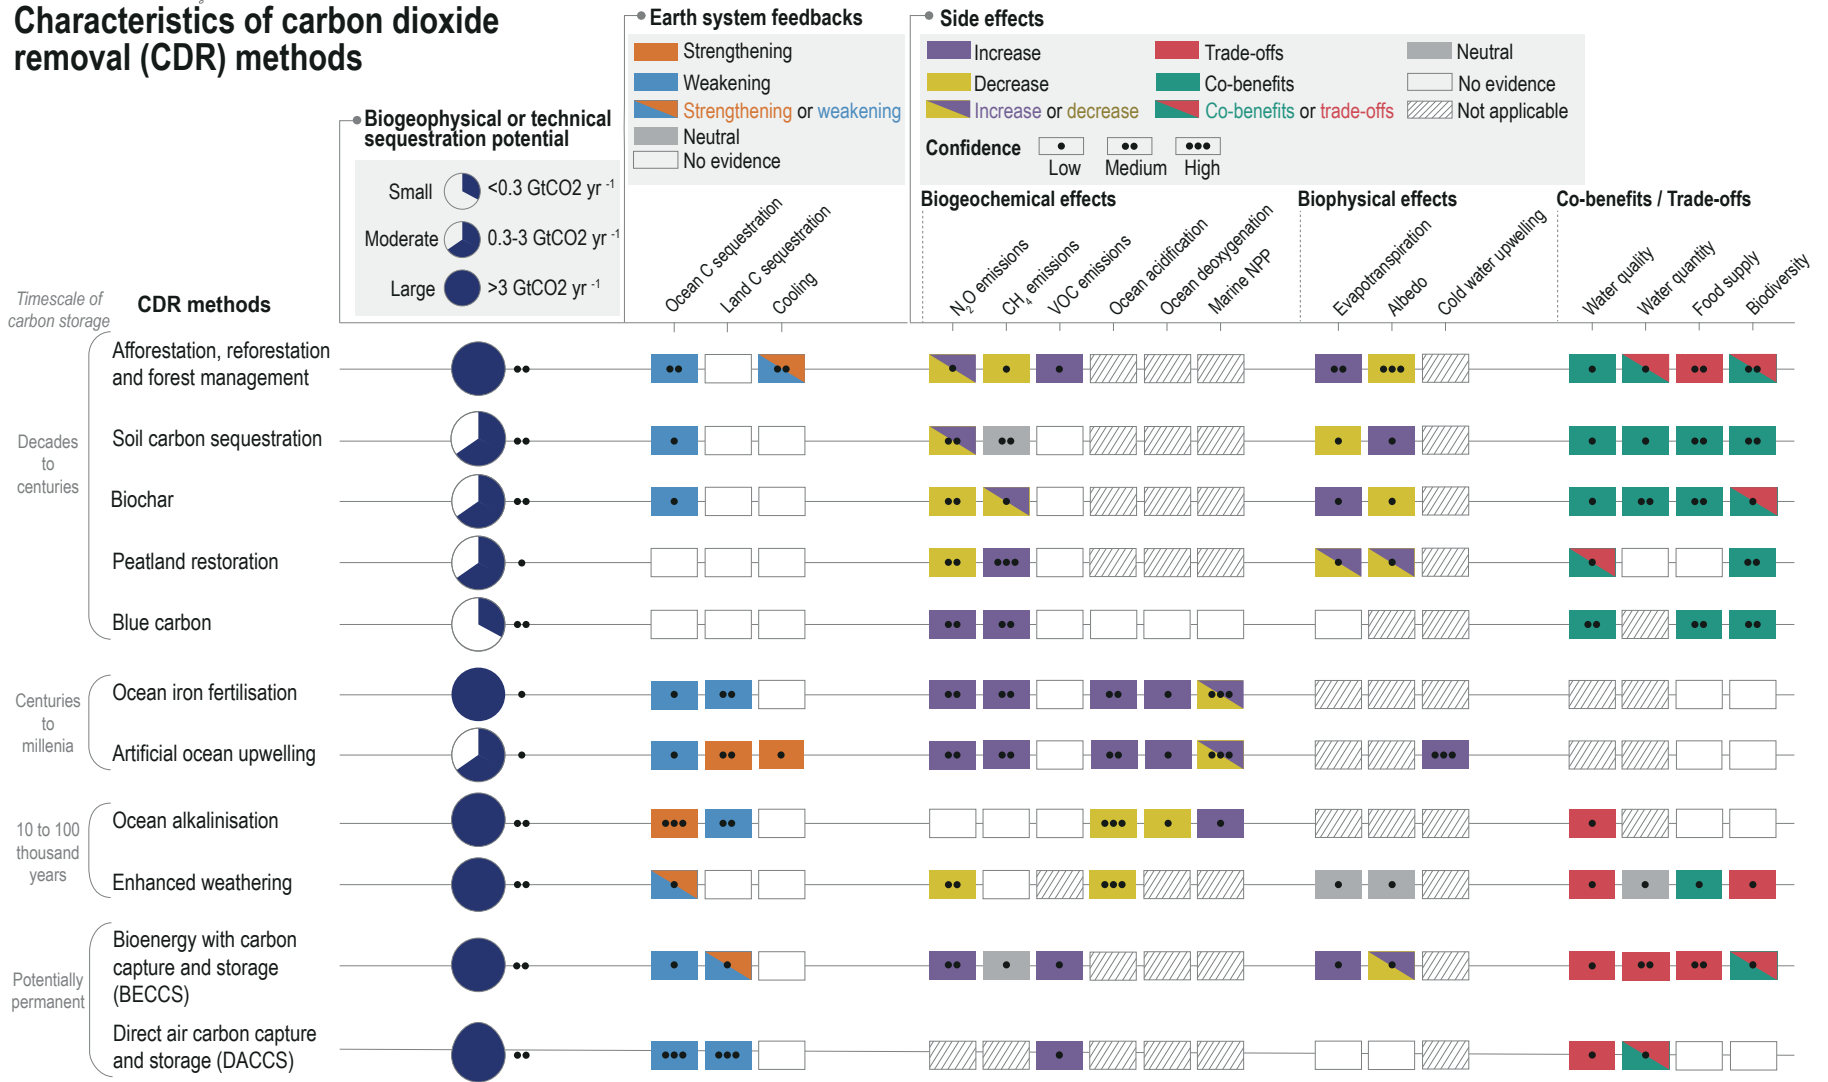 Characteristics of carbon dioxide
removal (CDR) methods
Biogeophysical or technical
sequestration potential
Small <0.3 GtCO2 yr -1
Moderate 0.3-3 GtCO2 yr -1
Large >3 GtCO2 yr -1
Earth system feedbacks
Strengthening
Weakening
Strengthening or weakening
Neutral
No evidence
Side effects
Increase
Decrease
Increase or decrease
Trade-offs
Co-benefits
Co-benefits or trade-offs
Neutral
No evidence
Not applicable
Confidence
Low Medium High
Biogeochemical effects
Biophysical effects
Co-benefits / Trade-offs
Ocean C sequestration
Land C sequestration
Cooling
N2O emissions
CH4 emissions
VOC emissions
Ocean acidification
Ocean deoxygenation
Marine NPP
Evapotranspiration
Albedo
Cold water upwelling
Water quality
Water quantity
Food supply
Biodiversity
Timescale of
carbon storage
CDR methods
Decades
to
centuries
Afforestation, reforestation
and forest management
Soil carbon sequestration
Biochar
Peatland restoration
Blue carbon
Centuries
to
millenia
Ocean iron fertilisation
Artificial ocean upwelling
10 to 100
thousand
years
Ocean alkalinisation
Enhanced weathering
Potentially
permanent
Bioenergy with carbon
capture and storage
(BECCS)
Direct air carbon capture
and storage (DACCS)